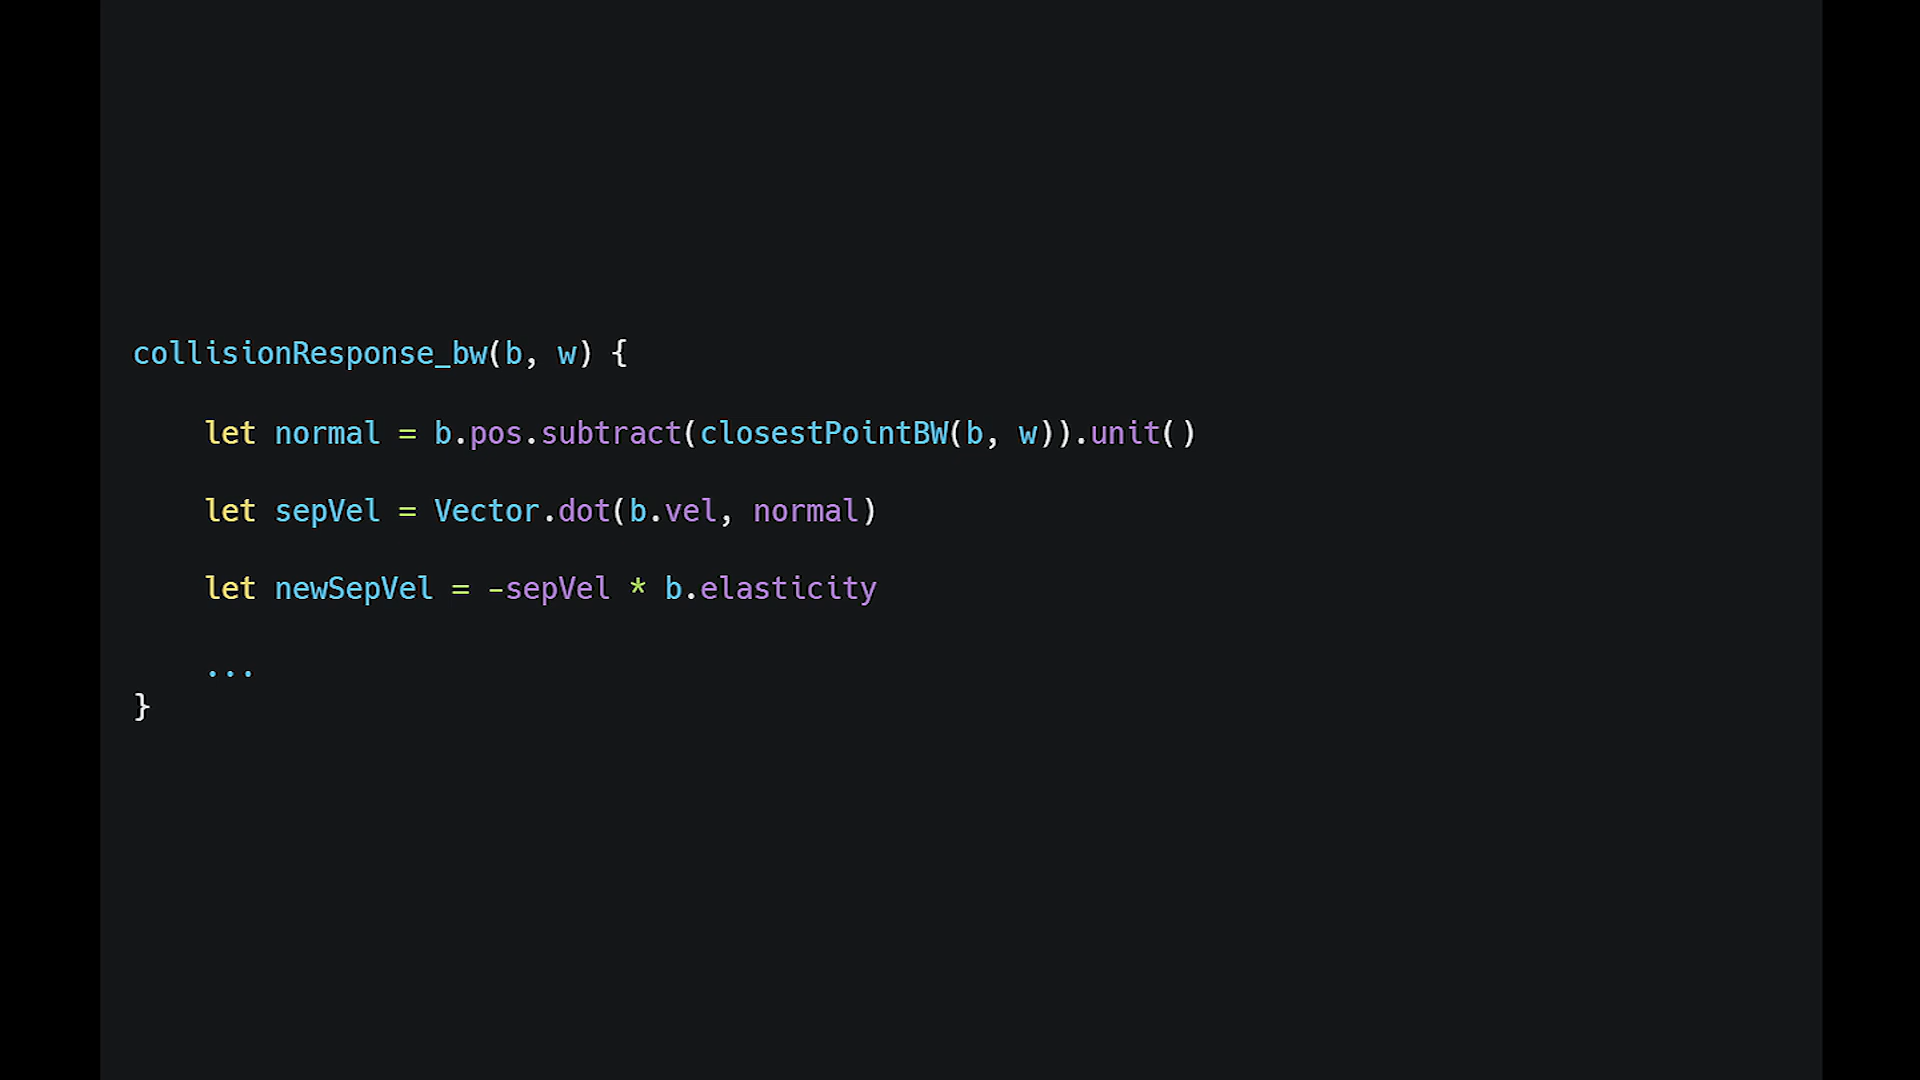 collisionResponse_bw(b, w) {
let normal = b.pos.subtract(closestPointBW(b, w)).unit()
let sepVel = Vector.dot(b.vel, normal)
let newSepVel = -sepVel * b.elasticity
...
}